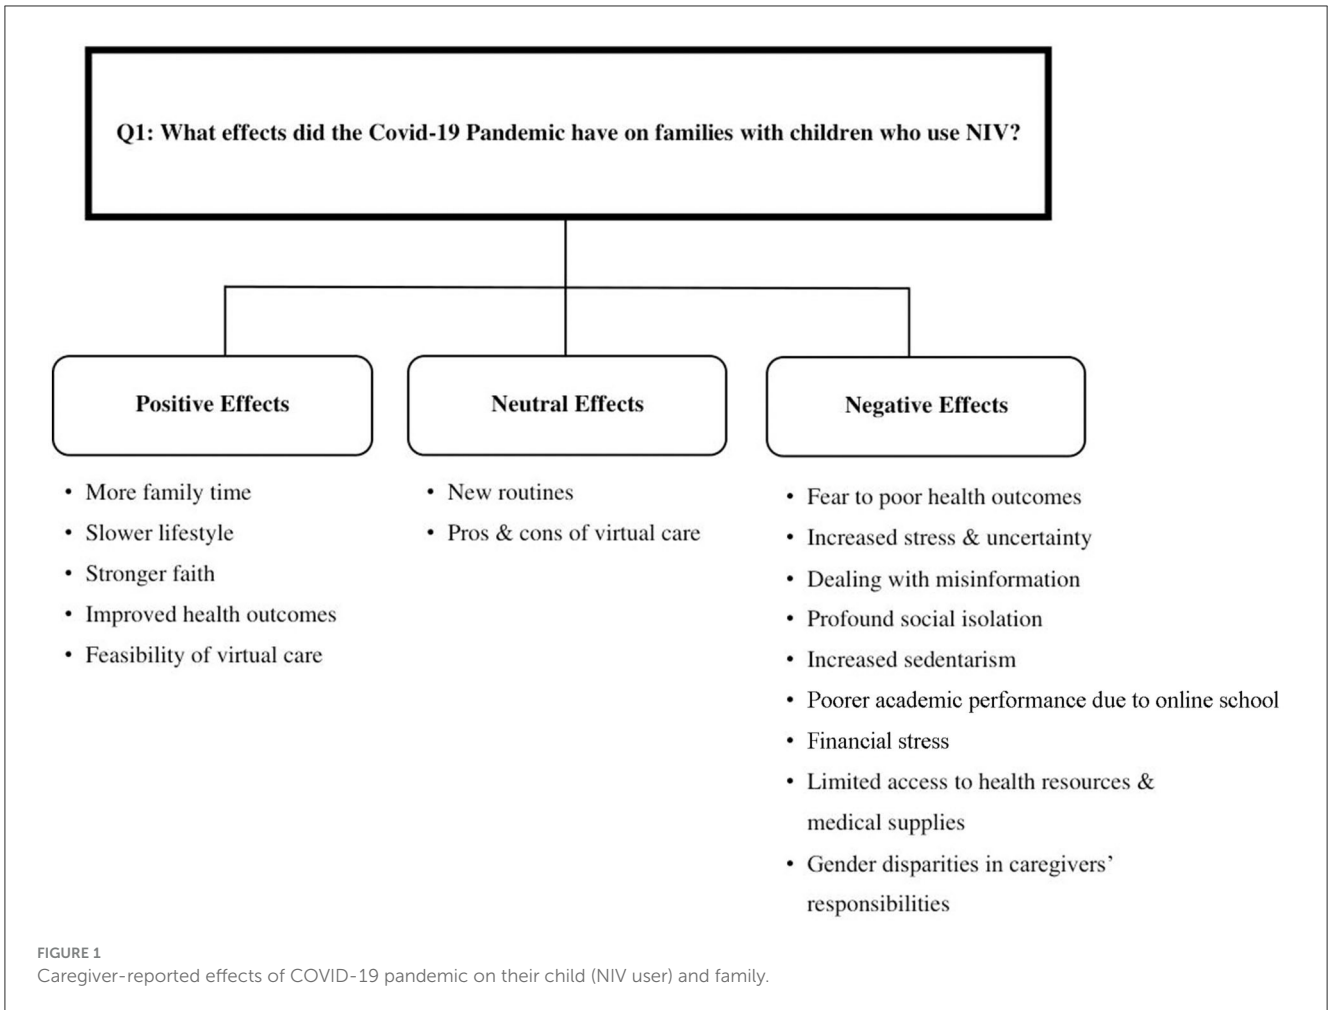 Q1: What effects did the Covid-19 Pandemic have on families with children who use NIV?
Positive Effects
• More family time
• Slower lifestyle
• Stronger faith
• Improved health outcomes
• Feasibility of virtual care
Neutral Effects
• New routines
• Pros & cons of virtual care
Negative Effects
• Fear to poor health outcomes
• Increased stress & uncertainty
• Dealing with misinformation
• Profound social isolation
• Increased sedentarism
• Poorer academic performance due to online school
• Financial stress
• Limited access to health resources &
medical supplies
• Gender disparities in caregivers’
responsibilities
FIGURE 1
Caregiver-reported effects of COVID-19 pandemic on their child (NIV user) and family.